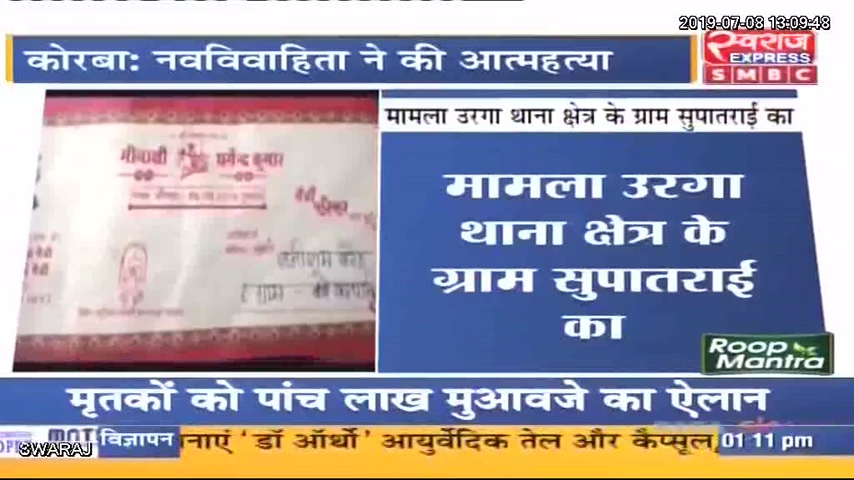 2019-07-08 13:09:48
स्वराज
EXPRESS
SMBC
कोरबा: नवविवाहिता ने की आत्महत्या
मामला उरगा थाना क्षेत्र के ग्राम सुपातराई का
मामला उरगा
थाना क्षेत्र के
ग्राम सुपातराई
का
Roop
Mantra
मृतकों को पांच लाख मुआवजे का ऐलान
SWARAJ
विज्ञापन
नाएं 'डॉ ऑर्थो' आयुर्वेदिक तेल और कैप्सूल,
01:11 pm